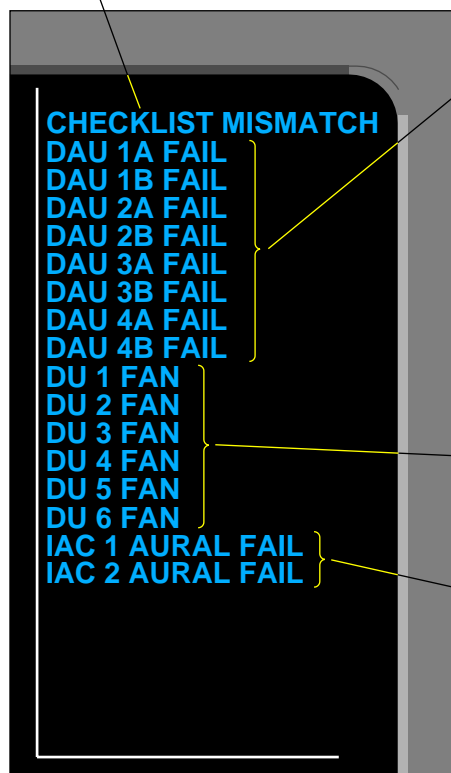 CHECKLIST MISMATCH
DAU 1A FAIL
DAU 1B FAIL
DAU 2A FAIL
DAU 2B FAIL
DAU 3A FAIL
DAU 3B FAIL
DAU 4A FAIL
DAU 4B FAIL
DU 1 FAN
DU 2 FAN
DU 3 FAN
DU 4 FAN
DU 5 FAN
DU 6 FAN
IAC 1 AURAL FAIL
IAC 2 AURAL FAIL